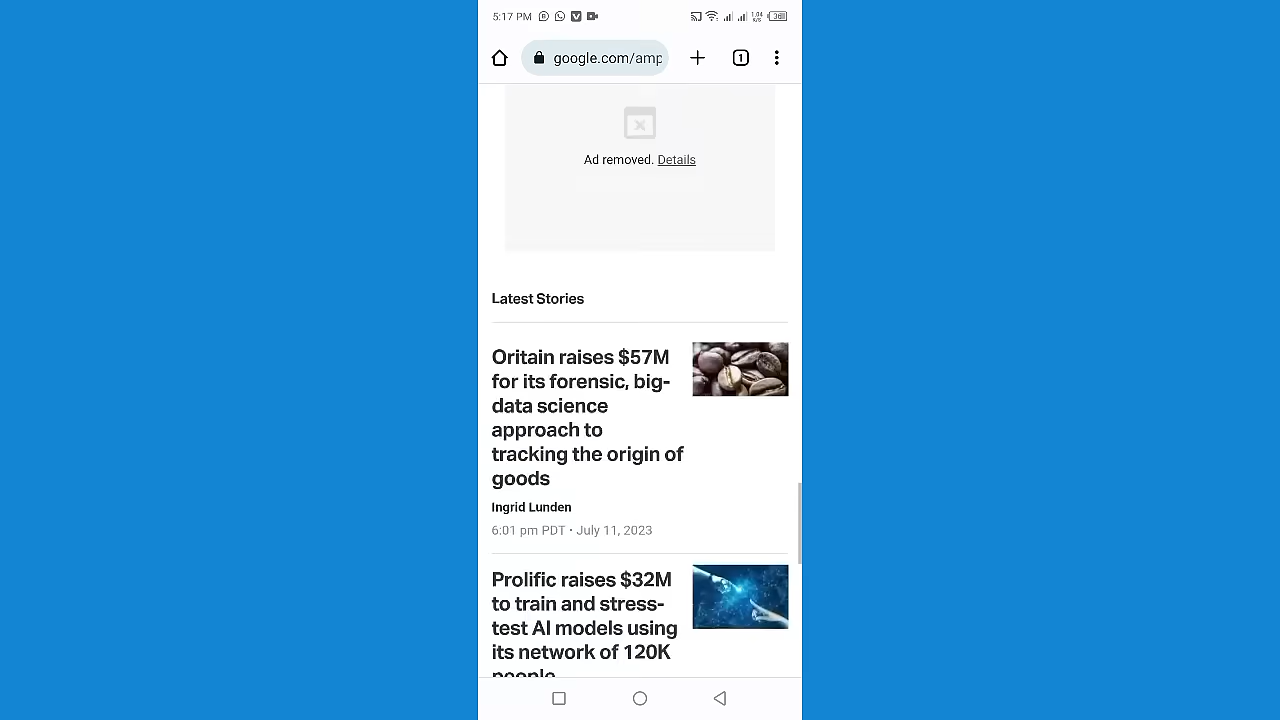 5:17 PM
google.com/amp
1
Ad removed. Details
Latest Stories
Oritain raises $57M
for its forensic, big-
data science
approach to
tracking the origin of
goods
Ingrid Lunden
6:01 pm PDT • July 11, 2023
Prolific raises $32M
to train and stress-
test AI models using
its network of 120K
people